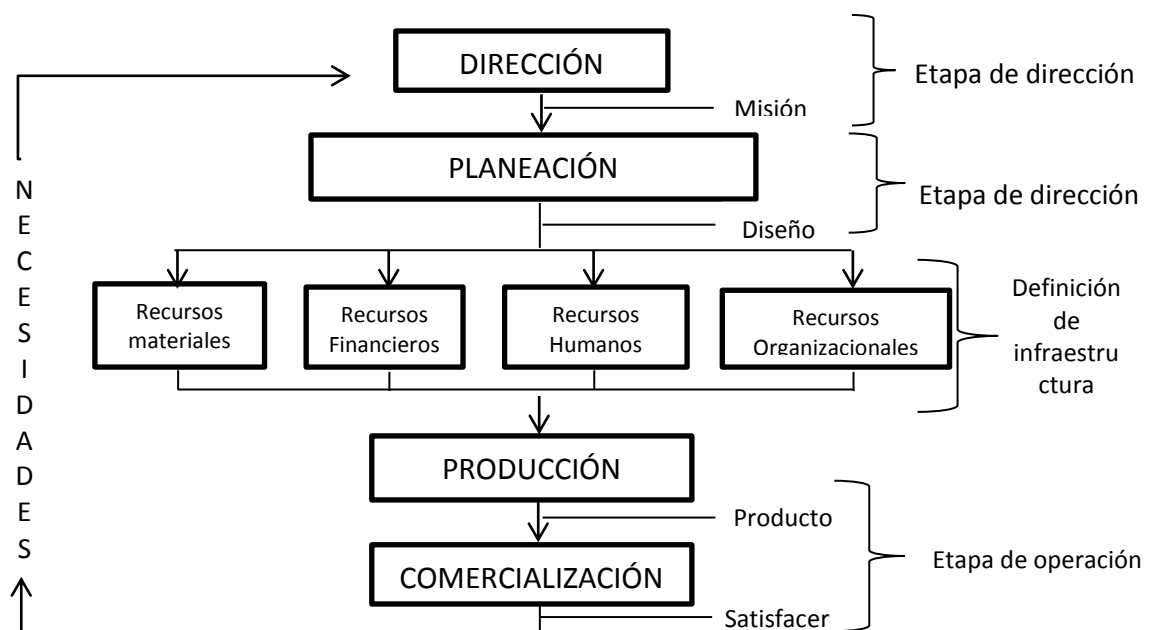 DIRECCIÓN
Etapa de dirección
Misión
PLANEACIÓN
Etapa de dirección
Diseño
NECESIDADES
Recursos
materiales
Recursos
Financieros
Recursos
Humanos
Recursos
Organizacionales
Definición
de
infraestru
ctura
PRODUCCIÓN
Producto
Etapa de operación
COMERCIALIZACIÓN
Satisfacer